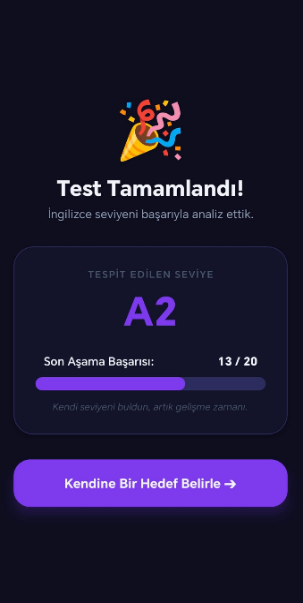 Test Tamamlandı!
İngilizce seviyeni başarıyla analiz ettik.
TESPİT EDİLEN SEVİYE
A2
Son Aşama Başarısı: 13 / 20
Kendi seviyeni buldun, artık gelişme zamanı.
Kendine Bir Hedef Belirle →